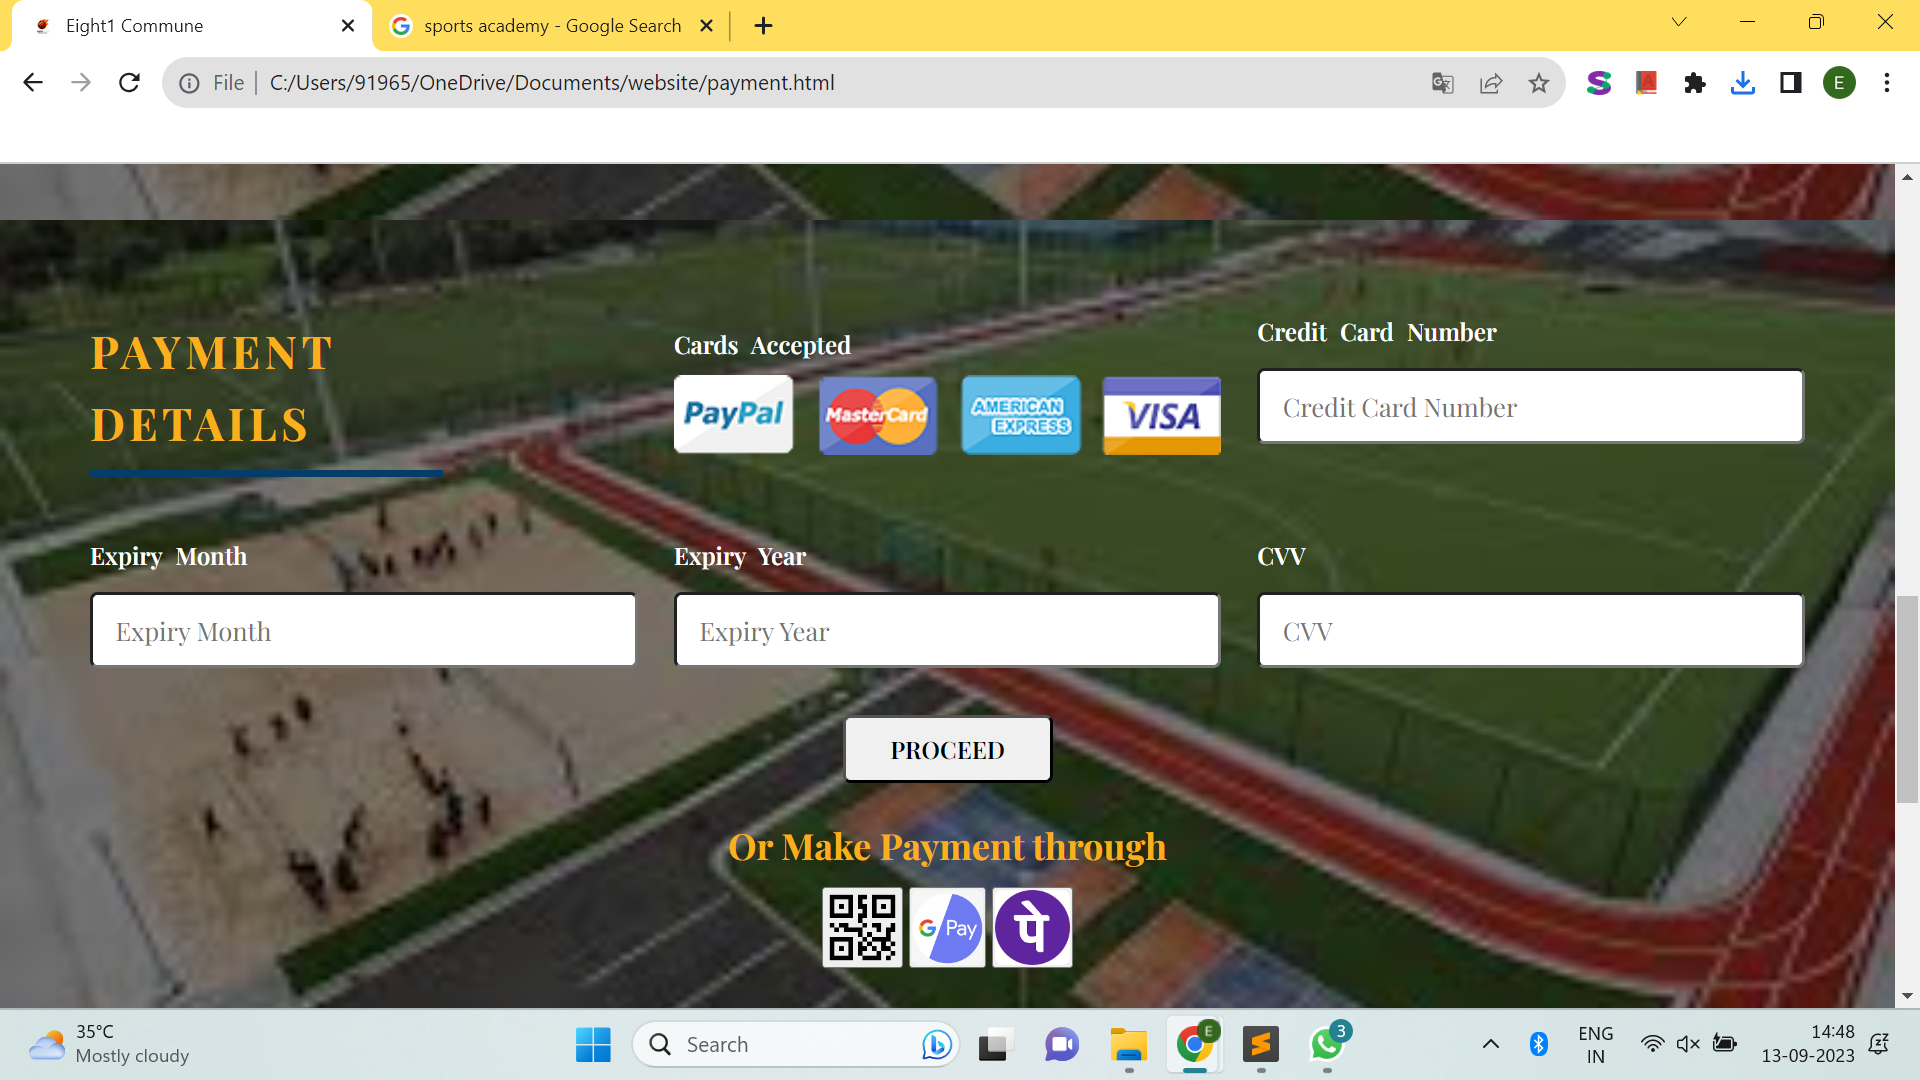 Eight1 Commune
sports academy - Google Search
File
C:/Users/91965/OneDrive/Documents/website/payment.html
E
PAYMENT
DETAILS
Cards Accepted
PayPal
MasterCard
AMERICAN
EXPRESS
VISA
Credit Card Number
Credit Card Number
Expiry Month
Expiry Month
Expiry Year
Expiry Year
CVV
CVV
PROCEED
Or Make Payment through
G Pay
पे
35°C
Mostly cloudy
Search
E
3
ENG
IN
14:48
13-09-2023